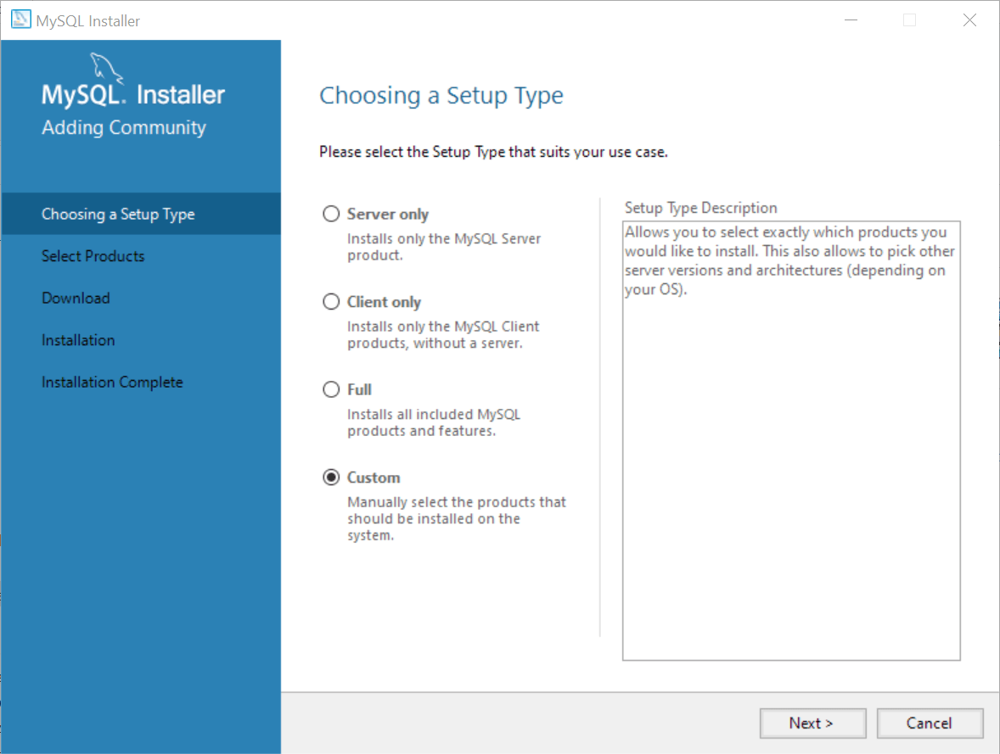 MySQL Installer
MySQL. Installer
Adding Community
Choosing a Setup Type
Select Products
Download
Installation
Installation Complete
Choosing a Setup Type
Please select the Setup Type that suits your use case.
Server only
Installs only the MySQL Server
product.
Client only
Installs only the MySQL Client
products, without a server.
Full
Installs all included MySQL
products and features.
Custom
Manually select the products that
should be installed on the
system.
Setup Type Description
Allows you to select exactly which products you
would like to install. This also allows to pick other
server versions and architectures (depending on
your OS).
Next >
Cancel